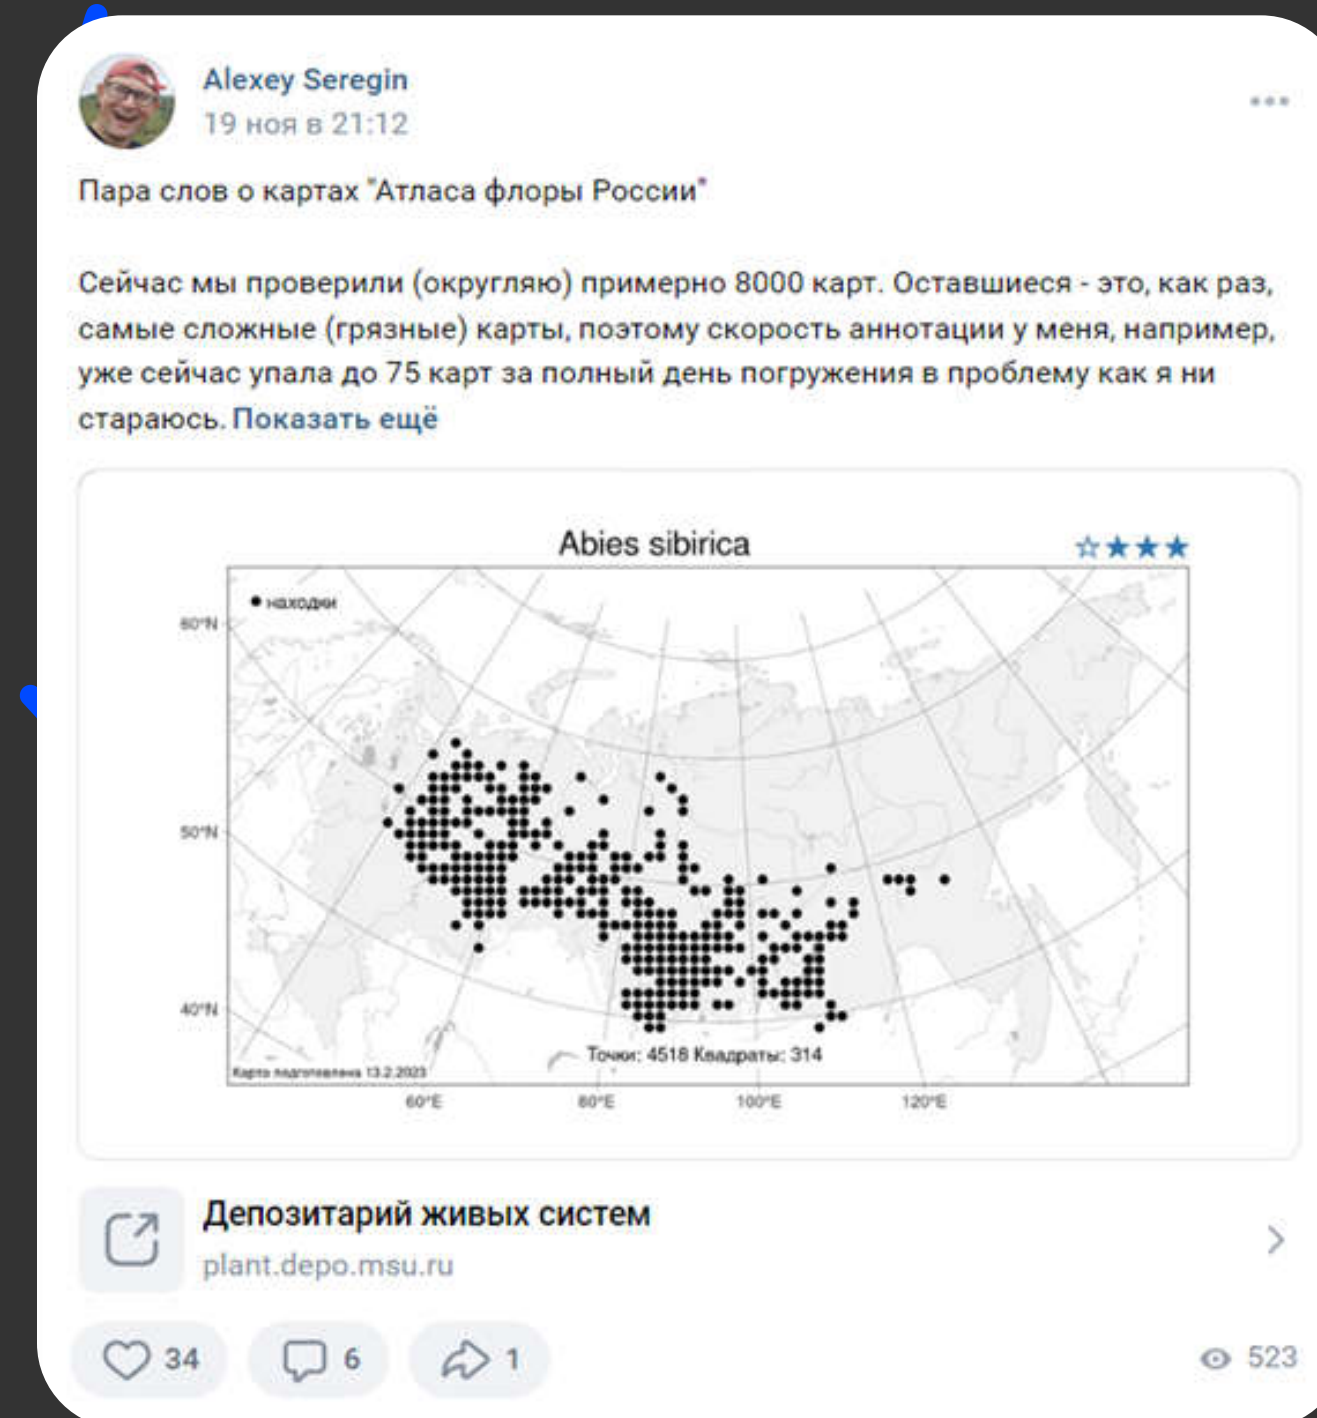 Alexey Seregin
19 ноя в 21:12
Пара слов о картах "Атласа флоры России"
Сейчас мы проверили (округляю) примерно 8000 карт. Оставшиеся - это, как раз,
самые сложные (грязные) карты, поэтому скорость аннотации у меня, например,
уже сейчас упала до 75 карт за полный день погружения в проблему как я ни
стараюсь. Показать ещё
Abies sibirica
находки
60°N
50°N
40°N
Точки: 4518 Квадраты: 314
Карта подготовлена 13.2.2023
60°E 80°E 100°E 120°E
Депозитарий живых систем
plant.depo.msu.ru
34 6 1 523